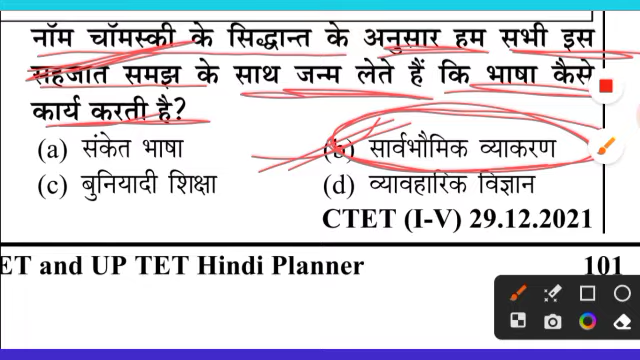 नॉम चॉमस्की के सिद्धान्त के अनुसार हम सभी इस
सहजात समझ के साथ जन्म लेते हैं कि भाषा कैसे
कार्य करती है?
(a) संकेत भाषा (b) सार्वभौमिक व्याकरण
(c) बुनियादी शिक्षा (d) व्यावहारिक विज्ञान
CTET (I-V) 29.12.2021
ET and UP TET Hindi Planner 101